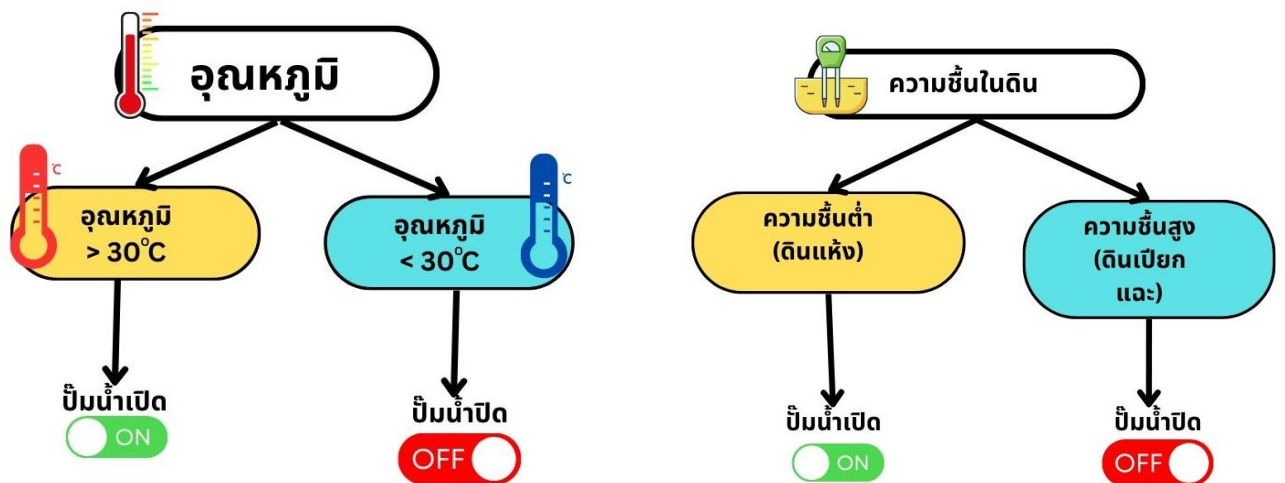 อุณหภูมิ
°C
อุณหภูมิ
> 30°C
°C
อุณหภูมิ
< 30°C
ปั๊มน้ำเปิด
ON
ปั๊มน้ำปิด
OFF
ความชื้นในดิน
ความชื้นต่ำ
(ดินแห้ง)
ความชื้นสูง
(ดินเปียก
แฉะ)
ปั๊มน้ำเปิด
ON
ปั๊มน้ำปิด
OFF